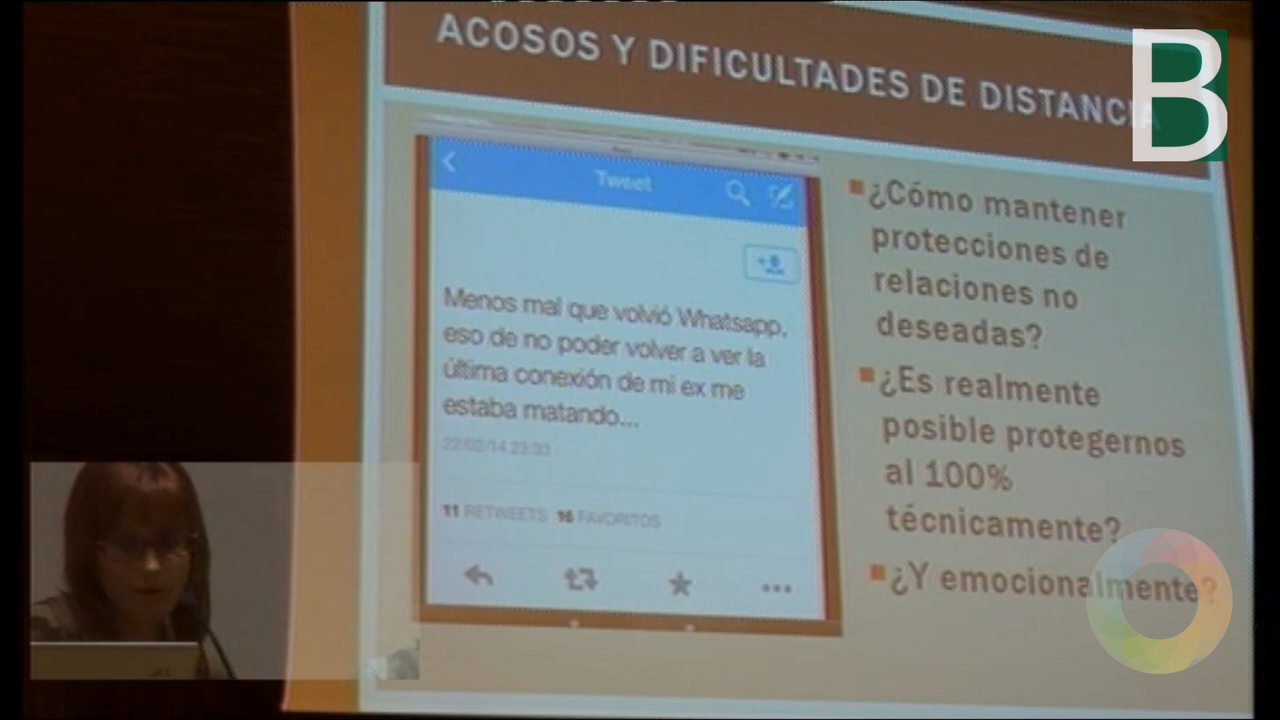 ACOSOS Y DIFICULTADES DE DISTANCIA
B
Tweet
Menos mal que volvió Whatsapp,
eso de no poder volver a ver la
última conexión de mi ex me
estaba matando...
22/02/14 23:33
11 RETWEETS 16 FAVORITOS
¿Cómo mantener
protecciones de
relaciones no
deseadas?
¿Es realmente
posible protegernos
al 100%
técnicamente?
¿Y emocionalmente?